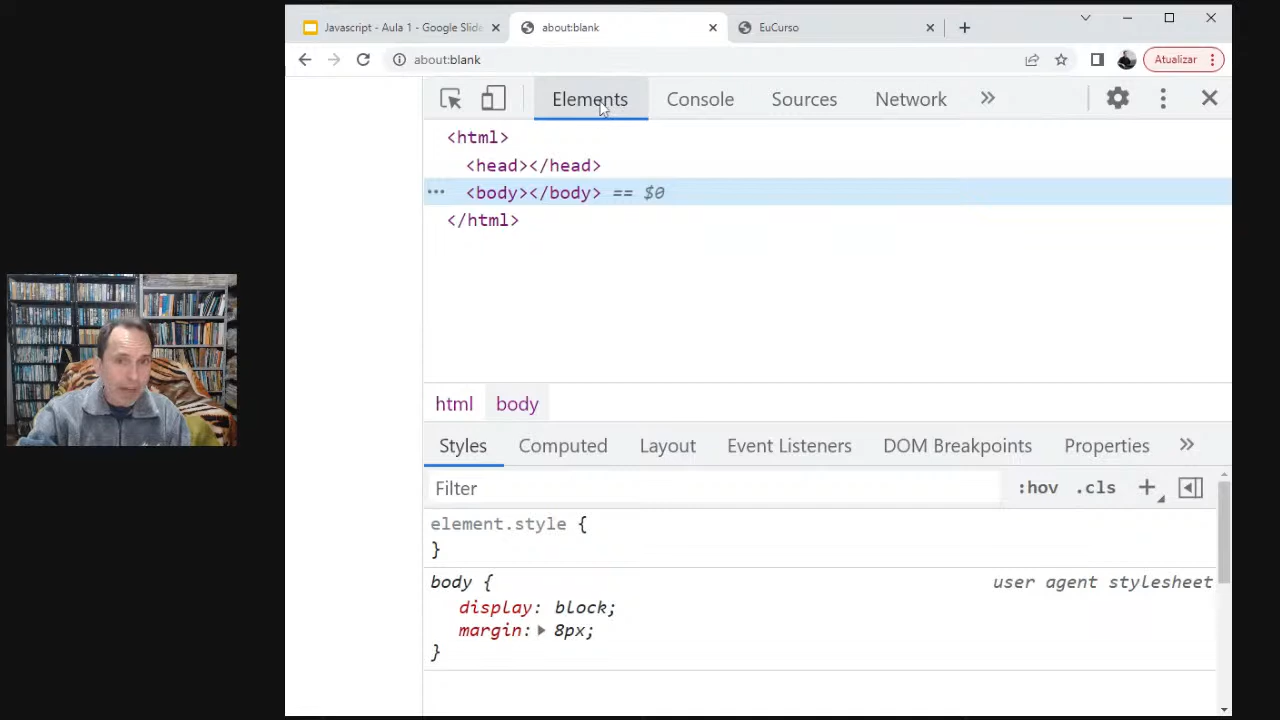 Javascript - Aula 1 - Google Slide
about:blank
EuCurso
about:blank
Atualizar
Elements
Console
Sources
Network
<html>
<head></head>
··· <body></body> == $0
</html>
html
body
Styles
Computed
Layout
Event Listeners
DOM Breakpoints
Properties
Filter
:hov
.cls
element.style {
}
body {
user agent stylesheet
display: block;
margin: 8px;
}